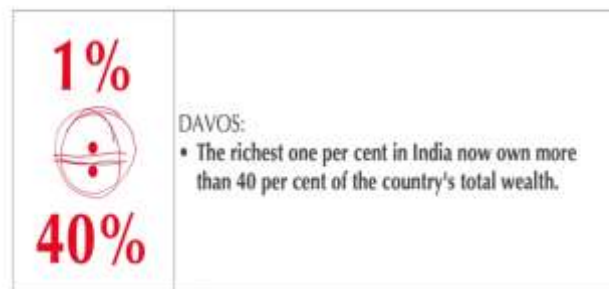 1%
40%
DAVOS:
• The richest one per cent in India now own more
than 40 per cent of the country's total wealth.